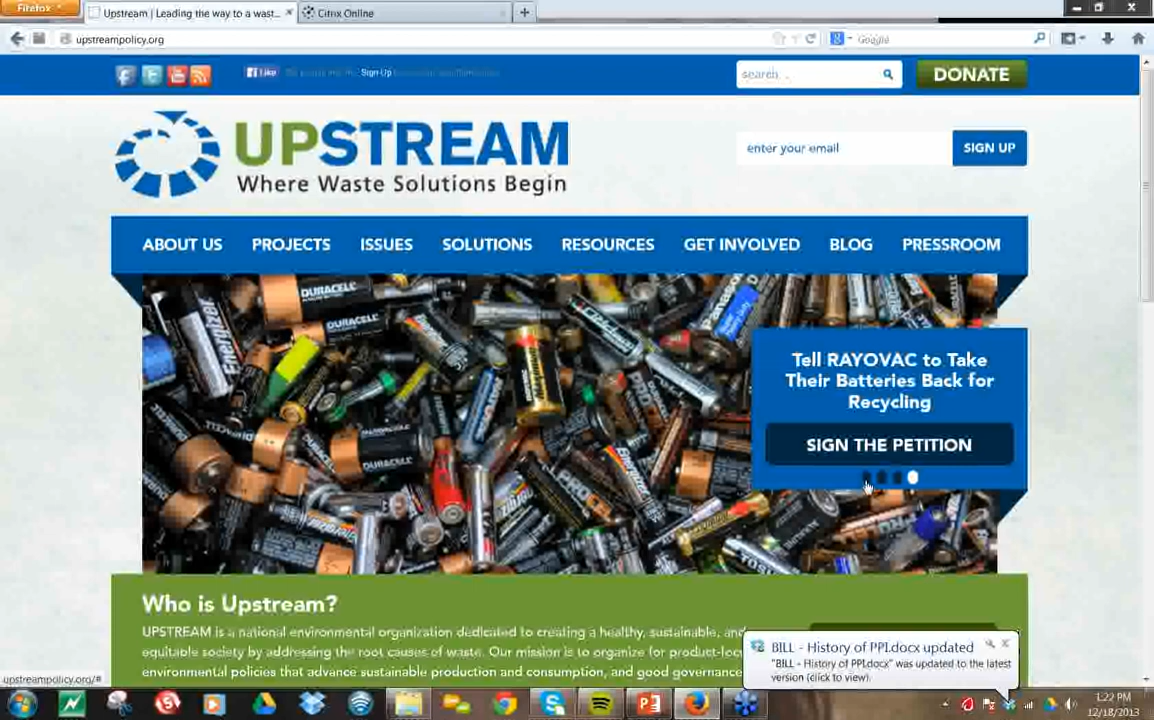 Firefox
Upstream | Leading the way to a wast...
Citrix Online
upstreampolicy.org
Google
Like
Sign Up
search...
DONATE
UPSTREAM
Where Waste Solutions Begin
enter your email
SIGN UP
ABOUT US
PROJECTS
ISSUES
SOLUTIONS
RESOURCES
GET INVOLVED
BLOG
PRESSROOM
DURACELL
DURACELL
Energizer
Panasonic
DURACELL
Tell RAYOVAC to Take
Their Batteries Back for
Recycling
SIGN THE PETITION
Who is Upstream?
UPSTREAM is a national environmental organization dedicated to creating a healthy, sustainable, and
equitable society by addressing the root causes of waste. Our mission is to organize for product-focu
environmental policies that advance sustainable production and consumption, and good governance
BILL - History of PPI.docx updated
"BILL - History of PPI.docx" was updated to the latest
version (click to view).
upstreampolicy.org/#
1:22 PM
12/18/2013